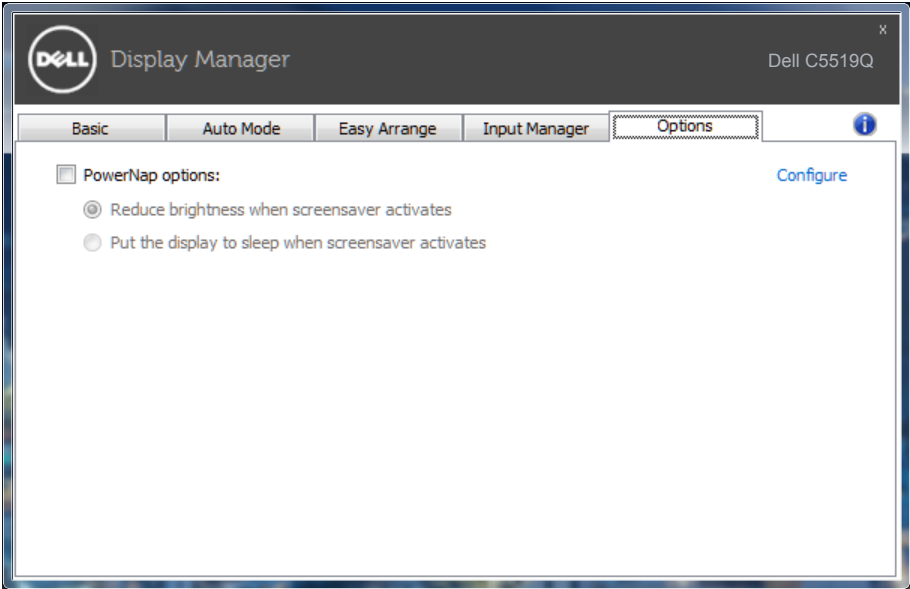 DELL Display Manager
x
Dell C5519Q
Basic Auto Mode Easy Arrange Input Manager Options i
PowerNap options: Configure
Reduce brightness when screensaver activates
Put the display to sleep when screensaver activates